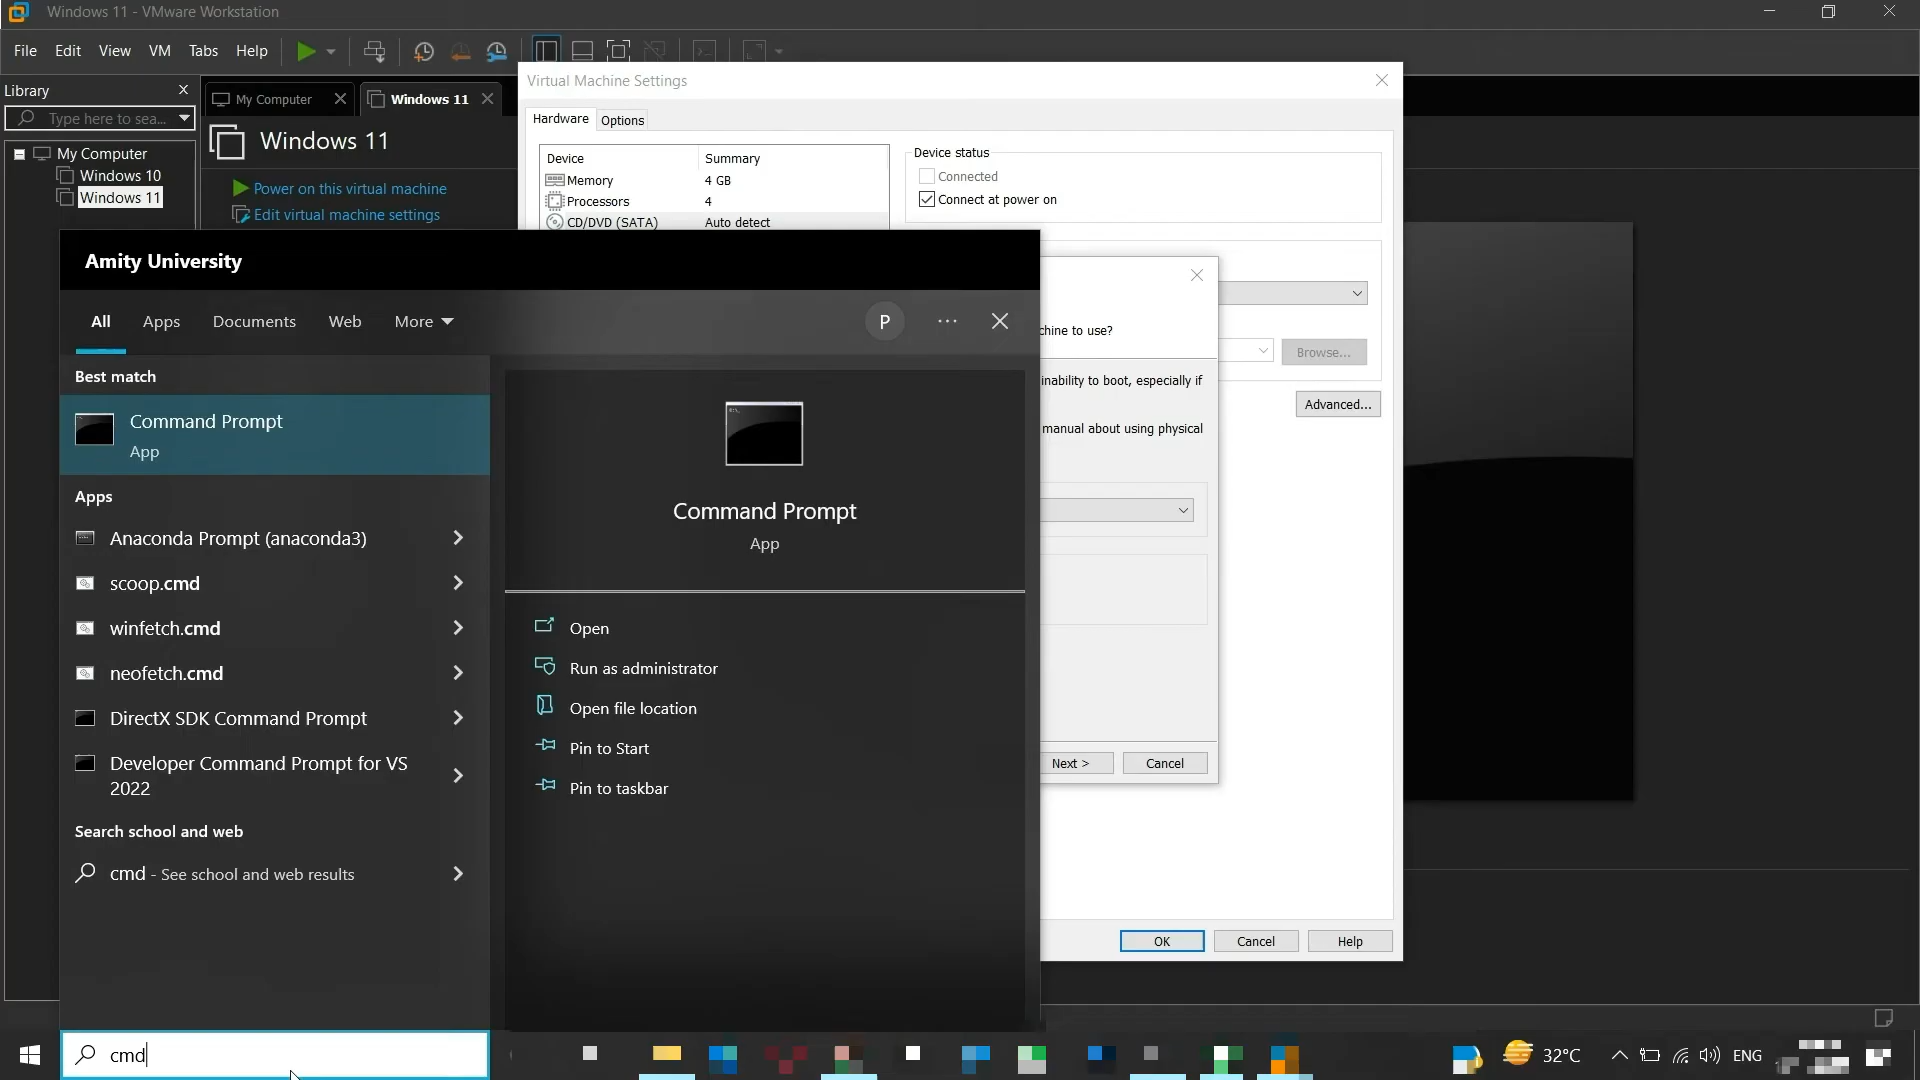 Windows 11 - VMware Workstation
File Edit View VM Tabs Help
Library
My Computer
Windows 11
Type here to sea...
My Computer
Windows 10
Windows 11
Windows 11
Power on this virtual machine
Edit virtual machine settings
Virtual Machine Settings
Hardware
Options
Device Summary
Memory 4 GB
Processors 4
CD/DVD (SATA) Auto detect
Device status
Connected
Connect at power on
Browse...
Advanced...
chine to use?
inability to boot, especially if
manual about using physical
Next >
Cancel
OK
Cancel
Help
Amity University
All Apps Documents Web More
P
Best match
Command Prompt
App
Apps
Anaconda Prompt (anaconda3)
scoop.cmd
winfetch.cmd
neofetch.cmd
DirectX SDK Command Prompt
Developer Command Prompt for VS
2022
Search school and web
cmd - See school and web results
Command Prompt
App
Open
Run as administrator
Open file location
Pin to Start
Pin to taskbar
cmd
32°C
ENG